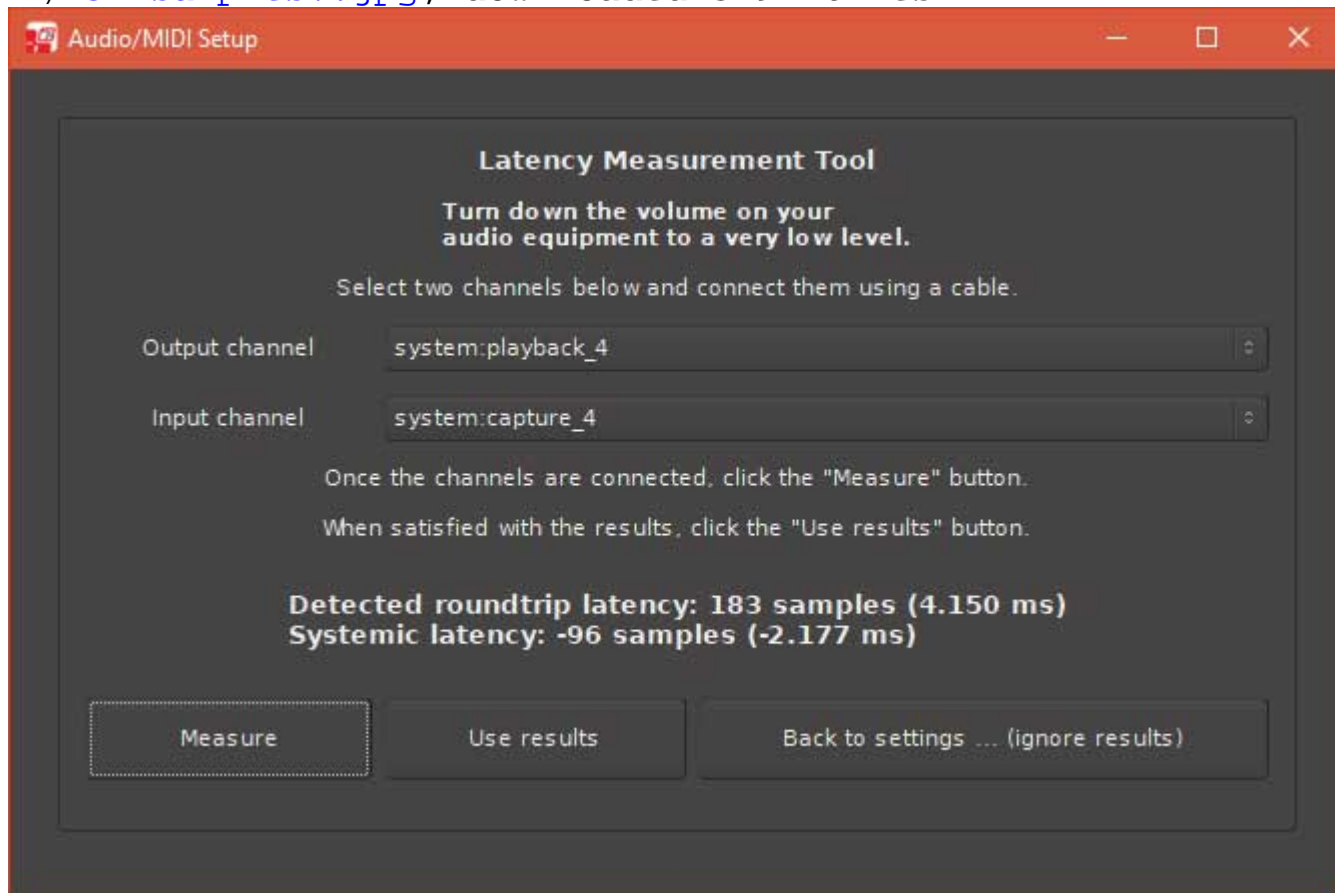 Audio/MIDI Setup
Latency Measurement Tool
Turn down the volume on your
audio equipment to a very low level.
Select two channels below and connect them using a cable.
Output channel system:playback_4
Input channel system:capture_4
Once the channels are connected, click the "Measure" button.
When satisfied with the results, click the "Use results" button.
Detected roundtrip latency: 183 samples (4.150 ms)
Systemic latency: -96 samples (-2.177 ms)
Measure Use results Back to settings ... (ignore results)